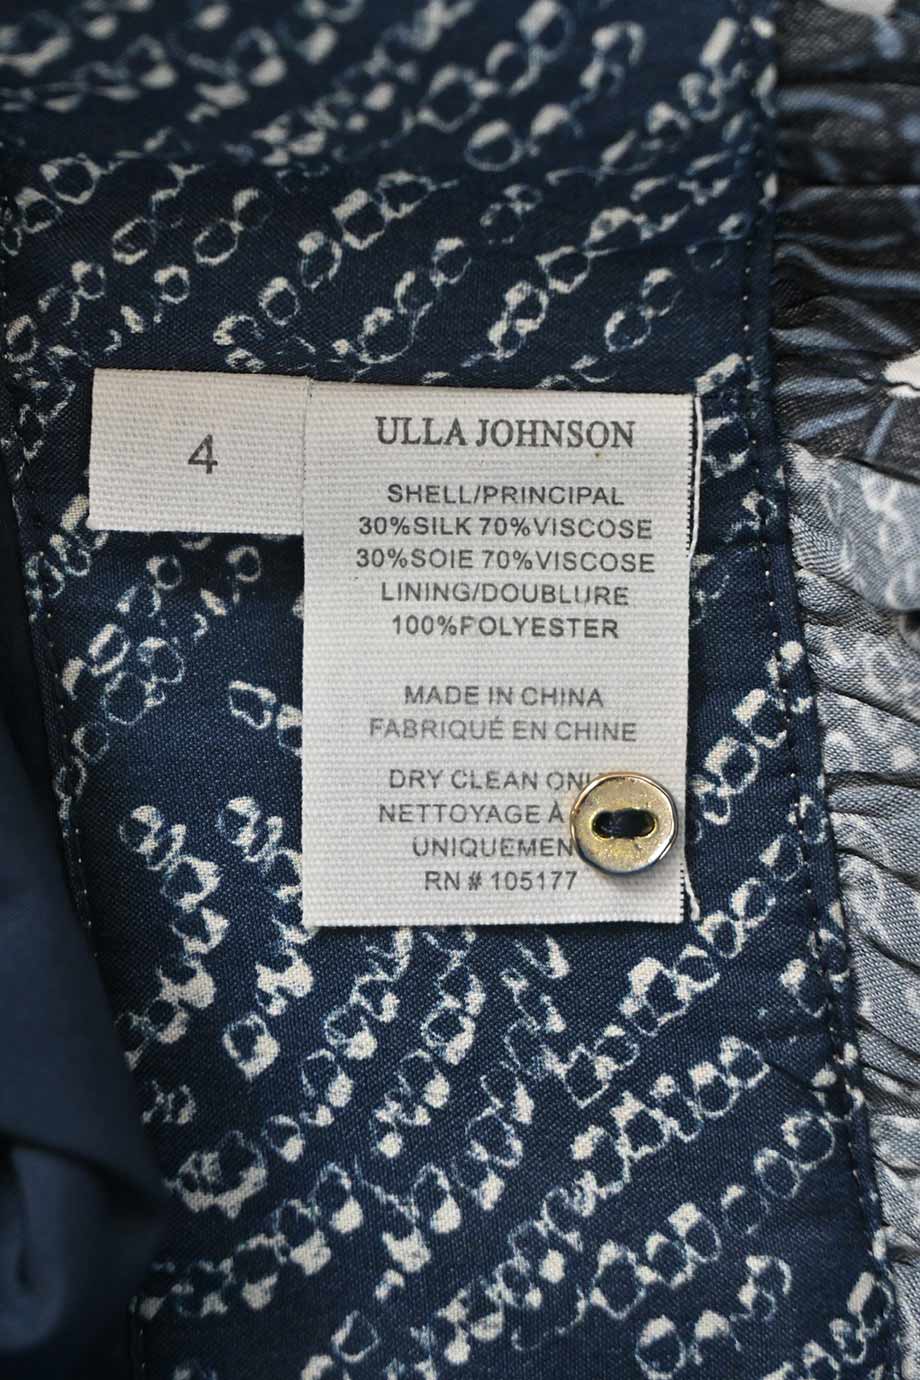 4
ULLA JOHNSON
SHELL/PRINCIPAL
30%SILK 70%VISCOSE
30%SOIE 70%VISCOSE
LINING/DOUBLURE
100%POLYESTER
MADE IN CHINA
FABRIQUÉ EN CHINE
DRY CLEAN
NETTOYAGE À
RN # 105177